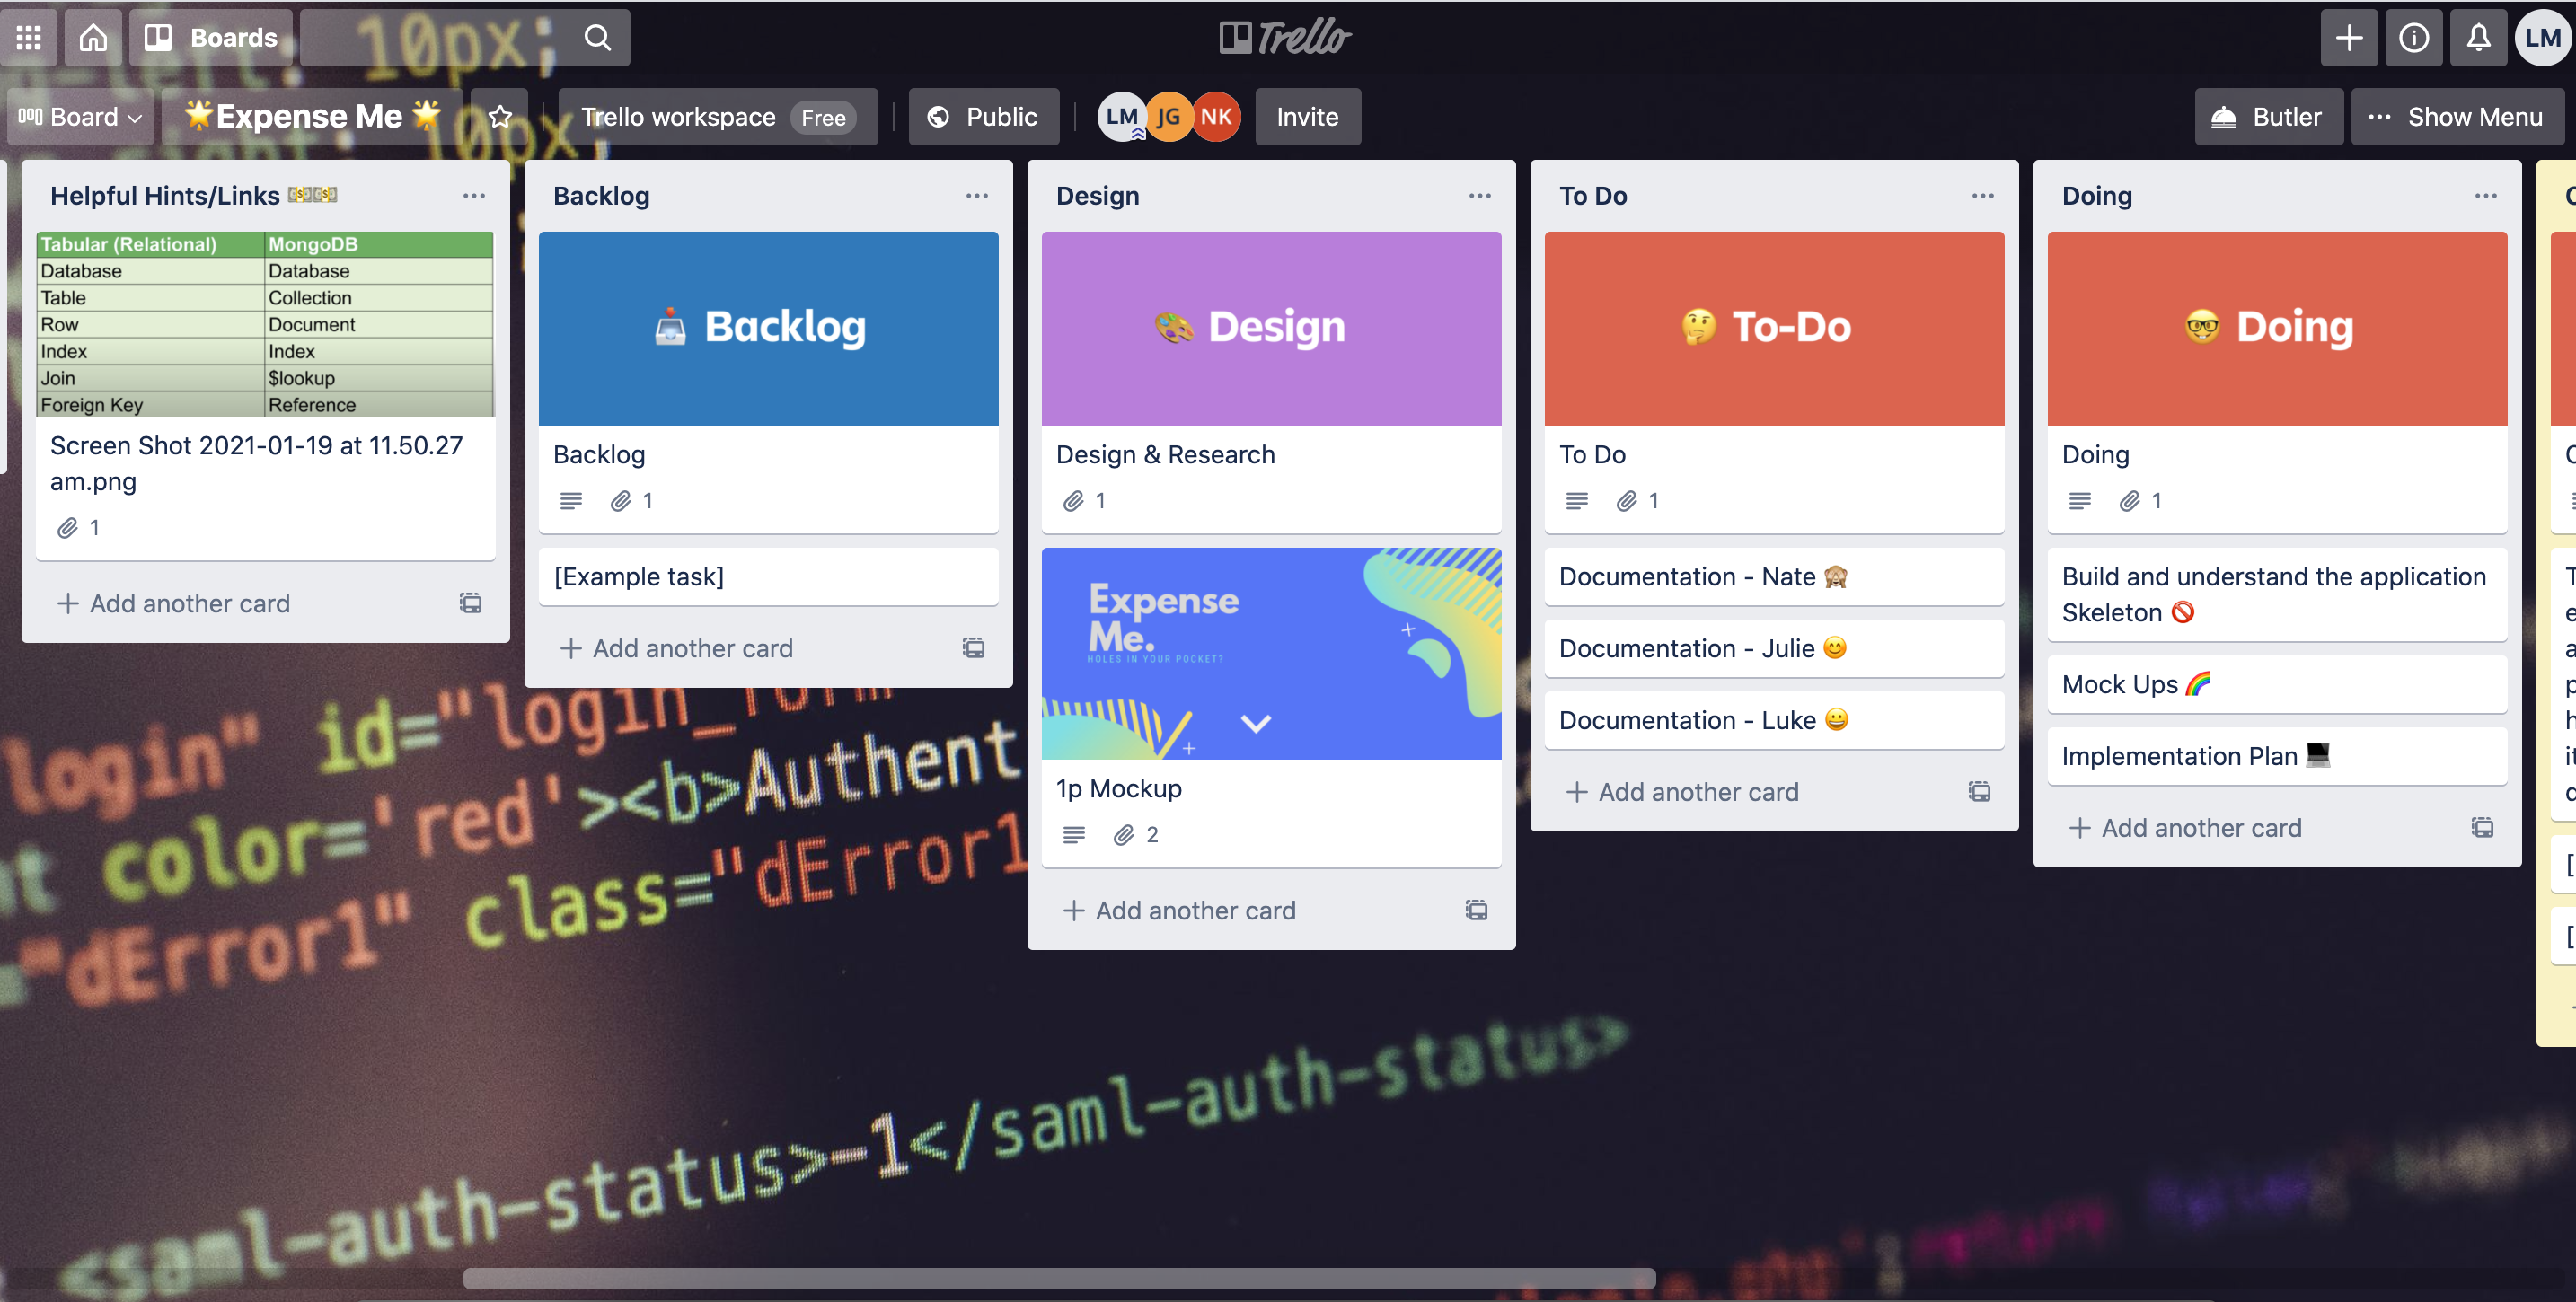 Boards
Trello
Board
🌟Expense Me 🌟
Trello workspace
Free
Public
LM
JG
NK
Invite
Butler
Show Menu
LM
Helpful Hints/Links 💵💵
Tabular (Relational) MongoDB
Database Database
Table Collection
Row Document
Index Index
Join $lookup
Foreign Key Reference
Screen Shot 2021-01-19 at 11.50.27
am.png
1
+ Add another card
Backlog
📥 Backlog
Backlog
1
[Example task]
+ Add another card
Design
🎨 Design
Design & Research
1
Expense
Me.
HOLES IN YOUR POCKET?
1p Mockup
2
+ Add another card
To Do
🤔 To-Do
To Do
1
Documentation - Nate 🙈
Documentation - Julie 😊
Documentation - Luke 😀
+ Add another card
Doing
🤓 Doing
Doing
1
Build and understand the application
Skeleton 🚫
Mock Ups 🌈
Implementation Plan 💻
+ Add another card
10px;
10px;
login" id="login_form
color='red'><b>Authent
"dError1" class="dError1
<saml-auth-status>-1</saml-auth-status>